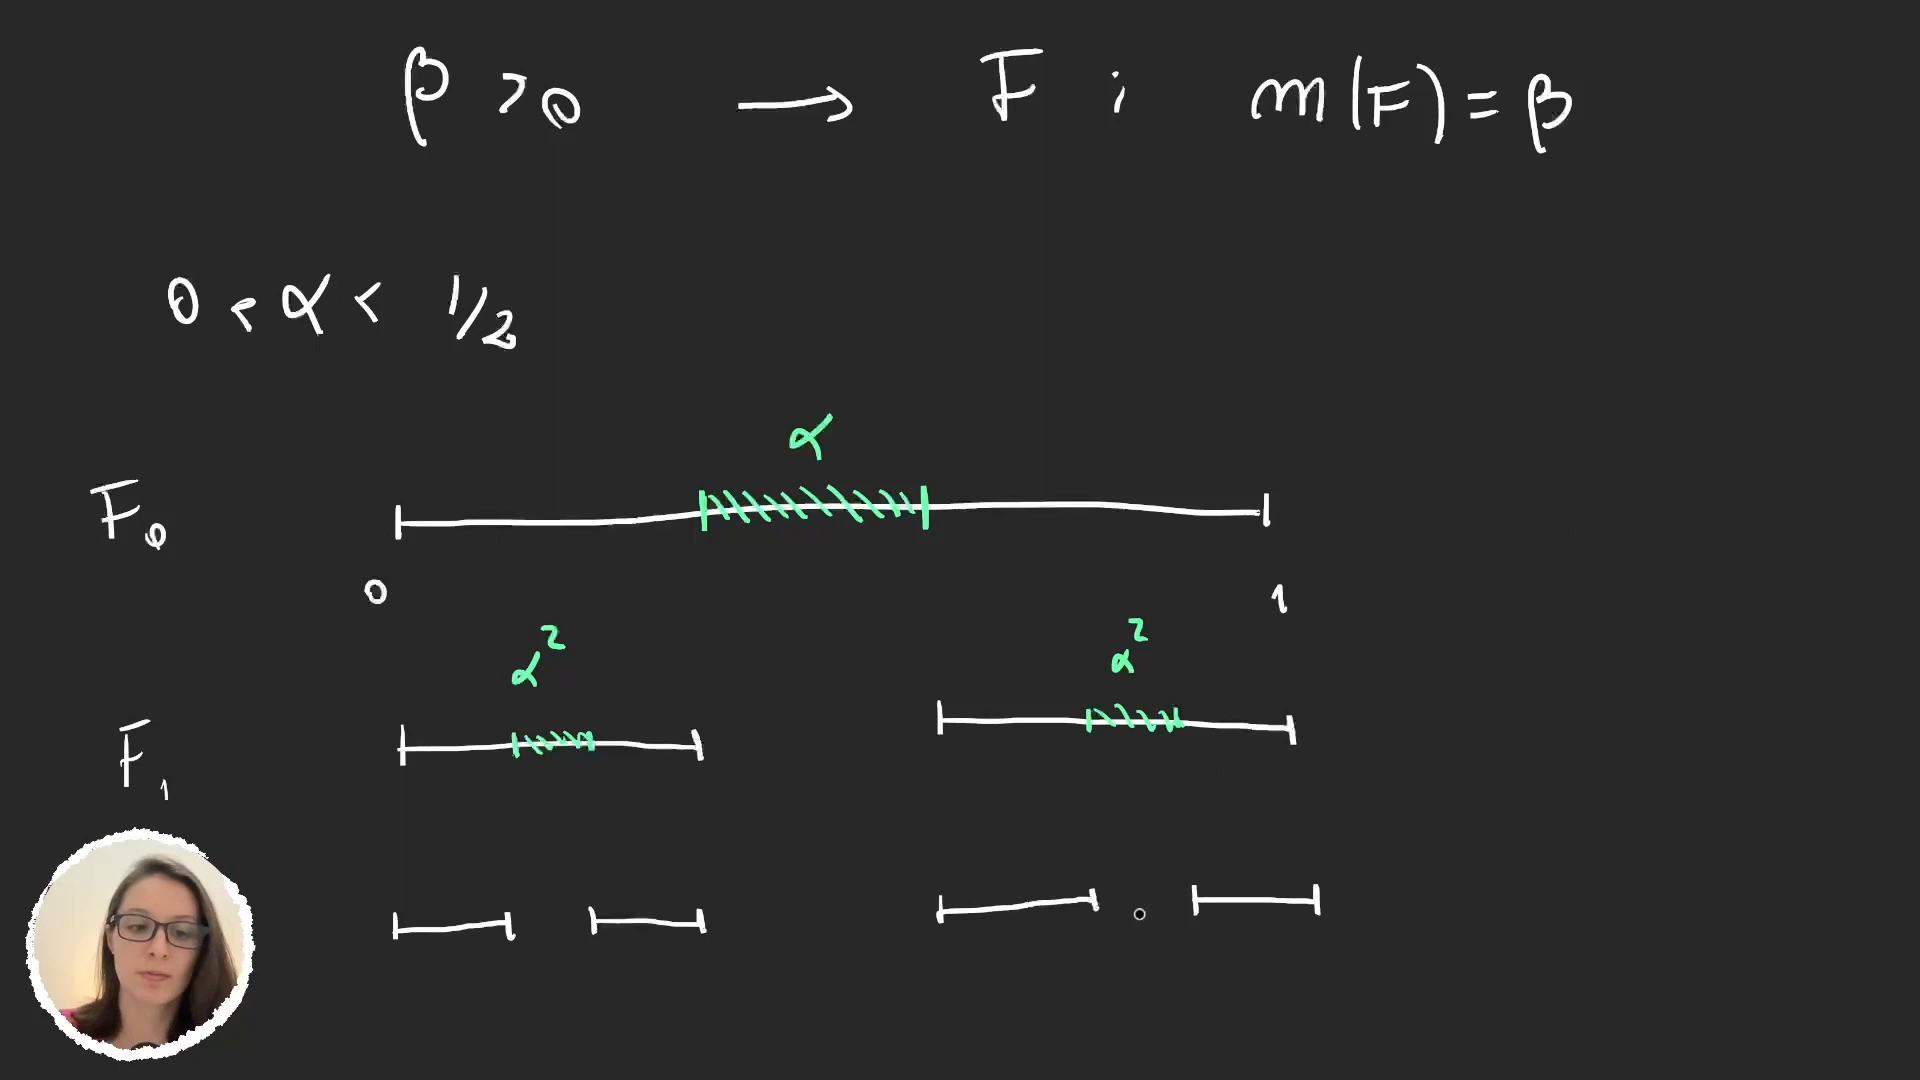 β > 0 → F ; m(F) = β
0 < α < 1/2
α
F₀
0 1
α² α²
F₁